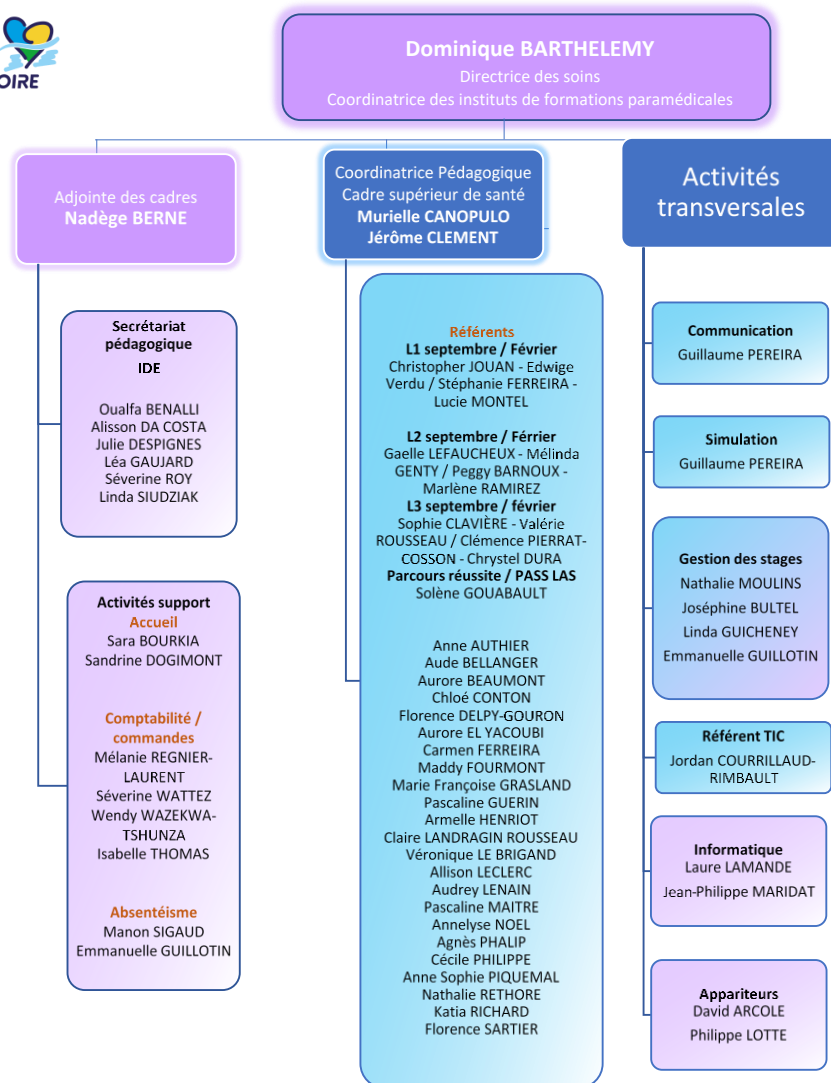 OIRE
Dominique BARTHELEMY
Directrice des soins
Coordinatrice des instituts de formations paramédicales
Adjointe des cadres
Nadège BERNE
Coordinatrice Pédagogique
Cadre supérieur de santé
Murielle CANOPULO
Jérôme CLEMENT
Activités
transversales
Secrétariat
pédagogique
IDE
Oualfa BENALLI
Alisson DA COSTA
Julie DESPIGNES
Léa GAUJARD
Séverine ROY
Linda SIUDZIAK
Activités support
Accueil
Sara BOURKIA
Sandrine DOGIMONT
Comptabilité /
commandes
Mélanie REGNIER-
LAURENT
Séverine WATTEZ
Wendy WAZEKWA-
TSHUNZA
Isabelle THOMAS
Absentéisme
Manon SIGAUD
Emmanuelle GUILLOTIN
Référents
L1 septembre / Février
Christopher JOUAN - Edwige
Verdu / Stéphanie FERREIRA -
Lucie MONTEL
L2 septembre / Février
Gaelle LEFAUCHEUX - Mélinda
GENTY / Peggy BARNOUX -
Marlène RAMIREZ
L3 septembre / février
Sophie CLAVIÈRE - Valérie
ROUSSEAU / Clémence PIERRAT-
COSSON - Chrystel DURA
Parcours réussite / PASS LAS
Solène GOUABAULT
Anne AUTHIER
Aude BELLANGER
Aurore BEAUMONT
Chloé CONTON
Florence DELPY-GOURON
Aurore EL YACOUBI
Carmen FERREIRA
Maddy FOURMONT
Marie Françoise GRASLAND
Pascaline GUERIN
Armelle HENRIOT
Claire LANDRAGIN ROUSSEAU
Véronique LE BRIGAND
Allison LECLERC
Audrey LENAIN
Pascaline MAITRE
Annelyse NOEL
Agnès PHALIP
Cécile PHILIPPE
Anne Sophie PIQUEMAL
Nathalie RETHORE
Katia RICHARD
Florence SARTIER
Communication
Guillaume PEREIRA
Simulation
Guillaume PEREIRA
Gestion des stages
Nathalie MOULINS
Joséphine BULTEL
Linda GUICHENEY
Emmanuelle GUILLOTIN
Référent TIC
Jordan COURRILLAUD-
RIMBAULT
Informatique
Laure LAMANDE
Jean-Philippe MARIDAT
Appariteurs
David ARCOLE
Philippe LOTTE